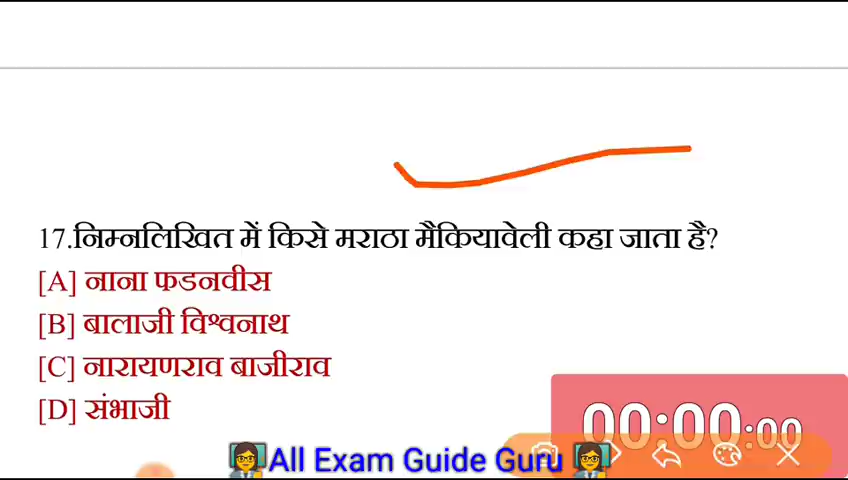 17.निम्नलिखित में किसे मराठा मैकियावेली कहा जाता है?
[A] नाना फडनवीस
[B] बालाजी विश्वनाथ
[C] नारायणराव बाजीराव
[D] संभाजी
00:00:00
All Exam Guide Guru